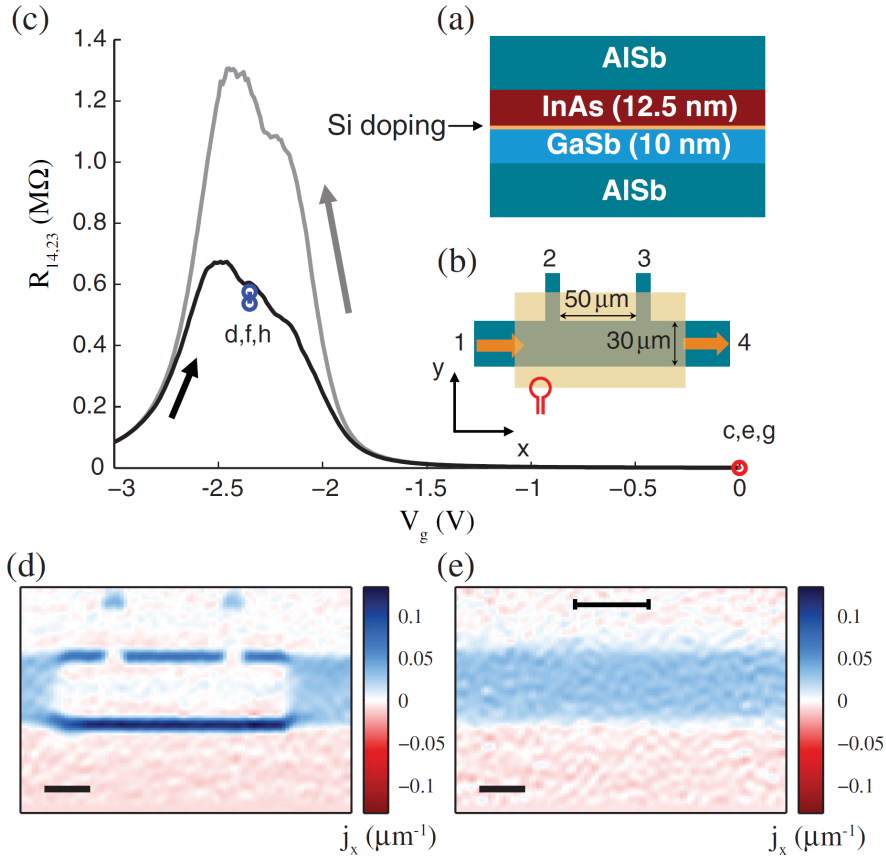 (c)
1.4
1.2
1.0
0.8
0.6
0.4
0.2
0
R14,23 (MΩ)
d,f,h
c,e,g
−3
−2.5
−2
−1.5
−1
−0.5
0
Vg (V)
(a)
AlSb
InAs (12.5 nm)
Si doping
GaSb (10 nm)
AlSb
(b)
2
3
50 μm
1
30 μm
4
y
x
(d)
0.1
0.05
0
−0.05
−0.1
jx (μm-1)
(e)
0.1
0.05
0
−0.05
−0.1
jx (μm-1)